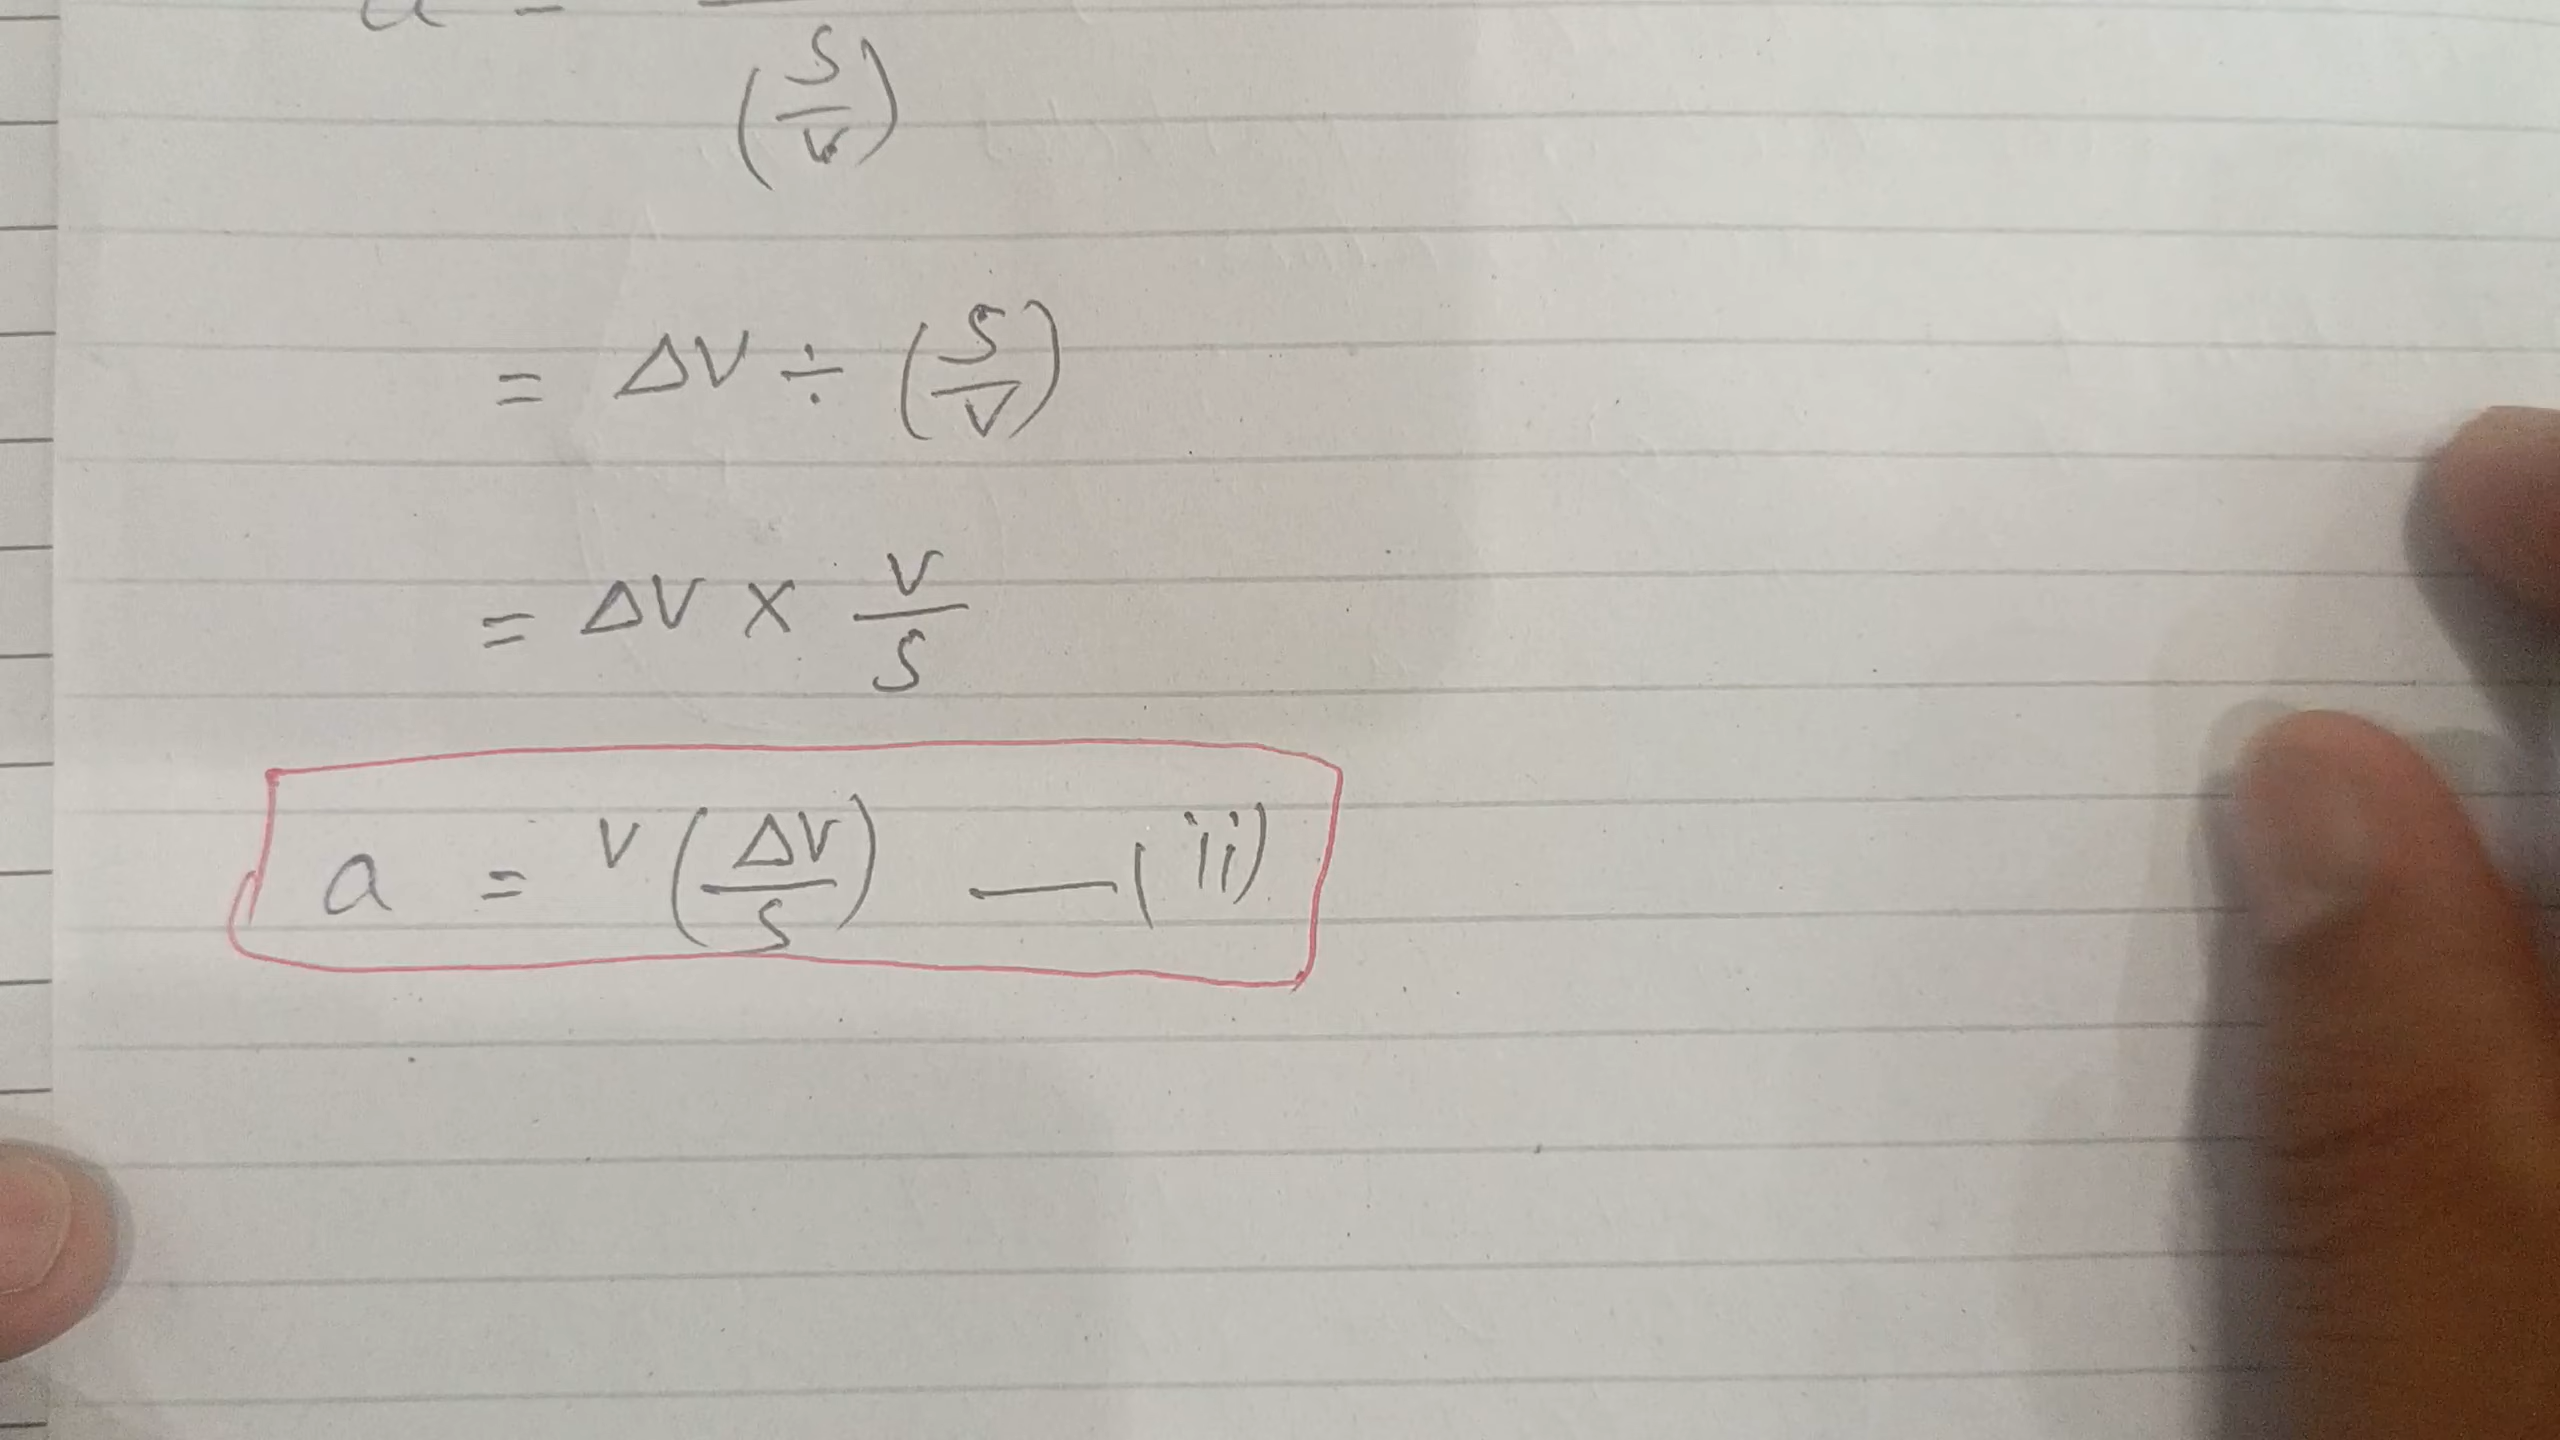 a = 
(S/V)
= ΔV ÷ (S/V)
= ΔV × V/S
a = V (ΔV/S) —(ii)